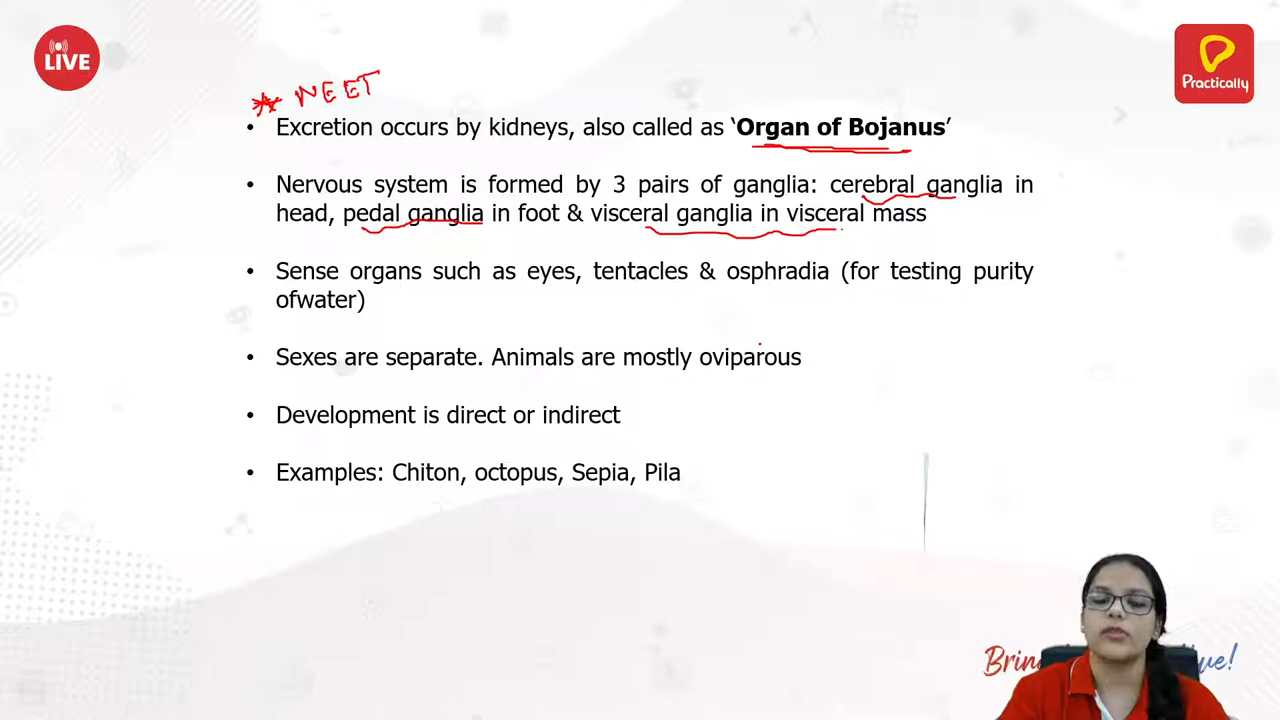 LIVE
Practically
* NEET
• Excretion occurs by kidneys, also called as ‘Organ of Bojanus’
• Nervous system is formed by 3 pairs of ganglia: cerebral ganglia in
head, pedal ganglia in foot & visceral ganglia in visceral mass
• Sense organs such as eyes, tentacles & osphradia (for testing purity
ofwater)
• Sexes are separate. Animals are mostly oviparous
• Development is direct or indirect
• Examples: Chiton, octopus, Sepia, Pila